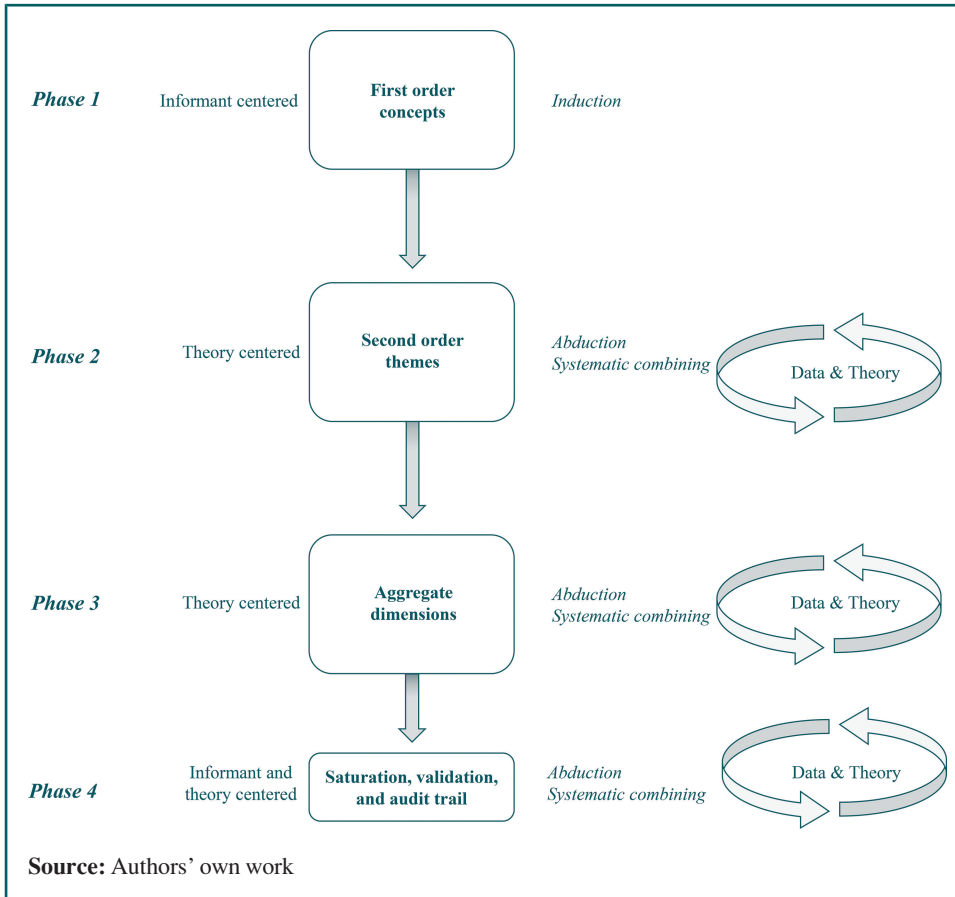 Phase 1
Informant centered
First order
concepts
Induction
Phase 2
Theory centered
Second order
themes
Abduction
Systematic combining
Data & Theory
Phase 3
Theory centered
Aggregate
dimensions
Abduction
Systematic combining
Data & Theory
Phase 4
Informant and
theory centered
Saturation, validation,
and audit trail
Abduction
Systematic combining
Data & Theory
Source: Authors’ own work